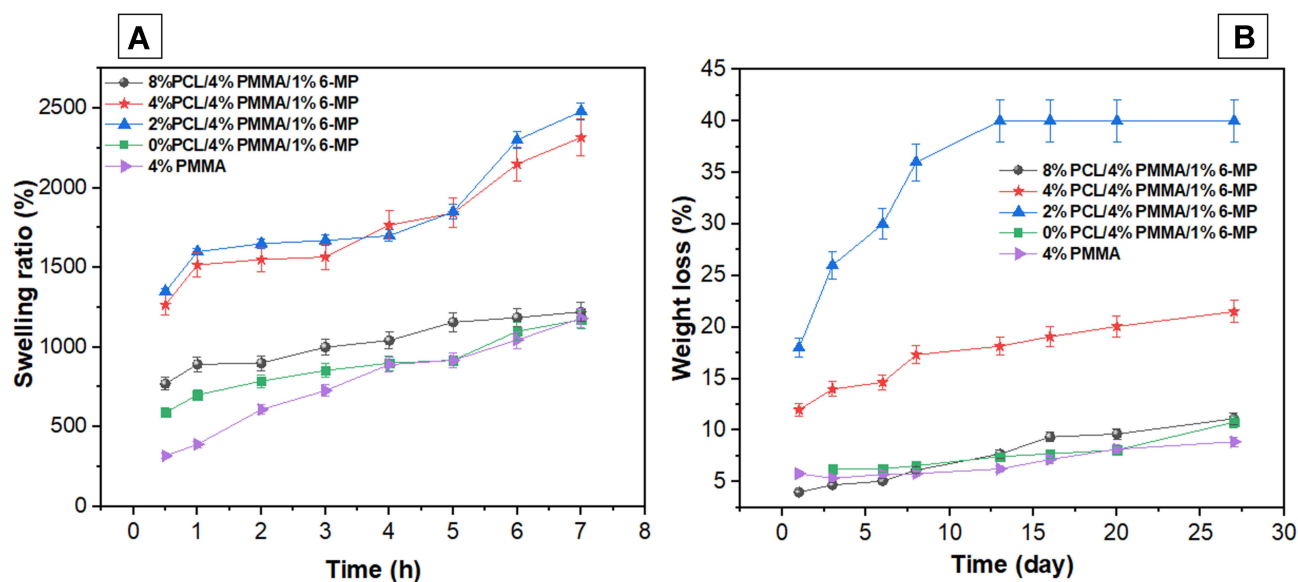 A
8%PCL/4% PMMA/1% 6-MP
4%PCL/4% PMMA/1% 6-MP
2%PCL/4% PMMA/1% 6-MP
0%PCL/4% PMMA/1% 6-MP
4% PMMA
Swelling ratio (%)
2500
2000
1500
1000
500
0
0 1 2 3 4 5 6 7 8
Time (h)
B
8% PCL/4% PMMA/1% 6-MP
4% PCL/4% PMMA/1% 6-MP
2% PCL/4% PMMA/1% 6-MP
0% PCL/4% PMMA/1% 6-MP
4% PMMA
Weight loss (%)
45
40
35
30
25
20
15
10
5
0 5 10 15 20 25 30
Time (day)